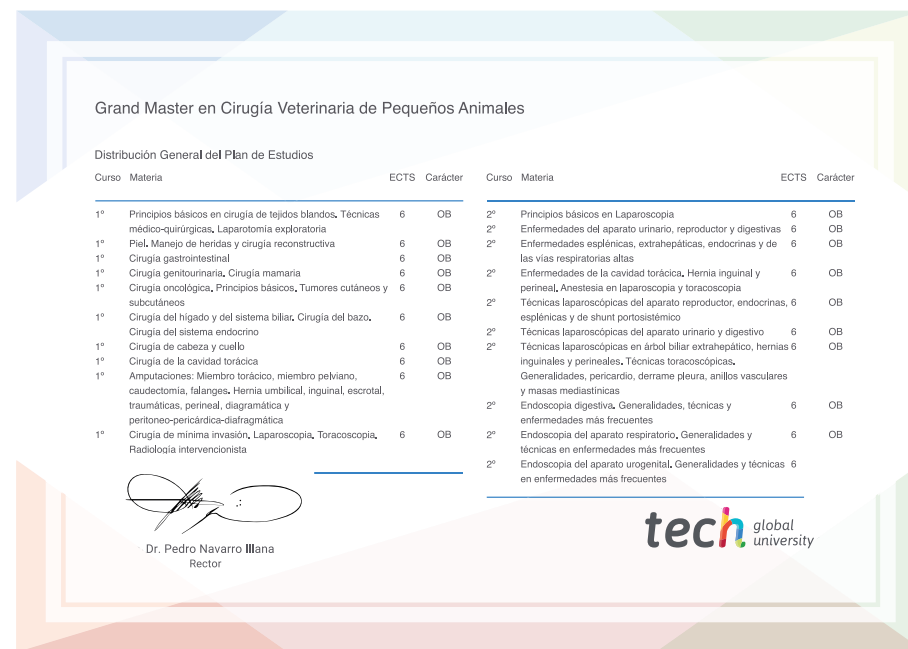 Grand Master en Cirugía Veterinaria de Pequeños Animales
Distribución General del Plan de Estudios
Curso Materia ECTS Carácter
1º Principios básicos en cirugía de tejidos blandos. Técnicas 6 OB
médico-quirúrgicas. Laparotomía exploratoria
1º Piel. Manejo de heridas y cirugía reconstructiva 6 OB
1º Cirugía gastrointestinal 6 OB
1º Cirugía genitourinaria. Cirugía mamaria 6 OB
1º Cirugía oncológica. Principios básicos. Tumores cutáneos y 6 OB
subcutáneos
1º Cirugía del hígado y del sistema biliar. Cirugía del bazo. 6 OB
Cirugía del sistema endocrino
1º Cirugía de cabeza y cuello 6 OB
1º Cirugía de la cavidad torácica 6 OB
1º Amputaciones: Miembro torácico, miembro pelviano, 6 OB
caudectomía, falanges. Hernia umbilical, inguinal, escrotal,
traumáticas, perineal, diagramática y
peritoneo-pericárdica-diafragmática
1º Cirugía de mínima invasión. Laparoscopia. Toracoscopia. 6 OB
Radiología intervencionista
Curso Materia ECTS Carácter
2º Principios básicos en Laparoscopia 6 OB
2º Enfermedades del aparato urinario, reproductor y digestivas 6 OB
2º Enfermedades esplénicas, extrahepáticas, endocrinas y de 6 OB
las vías respiratorias altas
2º Enfermedades de la cavidad torácica. Hernia inguinal y 6 OB
perineal. Anestesia en laparoscopia y toracoscopia
2º Técnicas laparoscópicas del aparato reproductor, endocrinas, 6 OB
esplénicas y de shunt portosistémico
2º Técnicas laparoscópicas del aparato urinario y digestivo 6 OB
2º Técnicas laparoscópicas en árbol biliar extrahepático, hernias 6 OB
inguinales y perineales. Técnicas toracoscópicas.
Generalidades, pericardio, derrame pleura, anillos vasculares
y masas mediastínicas
2º Endoscopia digestiva. Generalidades, técnicas y 6 OB
enfermedades más frecuentes
2º Endoscopia del aparato respiratorio. Generalidades y 6 OB
técnicas en enfermedades más frecuentes
2º Endoscopia del aparato urogenital. Generalidades y técnicas 6
en enfermedades más frecuentes
Dr. Pedro Navarro Illana
Rector
tech global
university